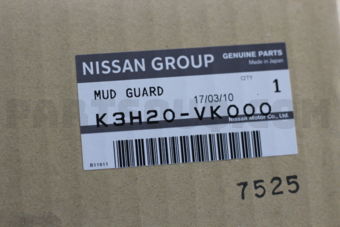 NISSAN GROUP
GENUINE PARTS
Made in Japan
MUD GUARD
QTY
1
17/03/10
K3H20-VK000
Nissan Motor Co., Ltd.
B11011
7525